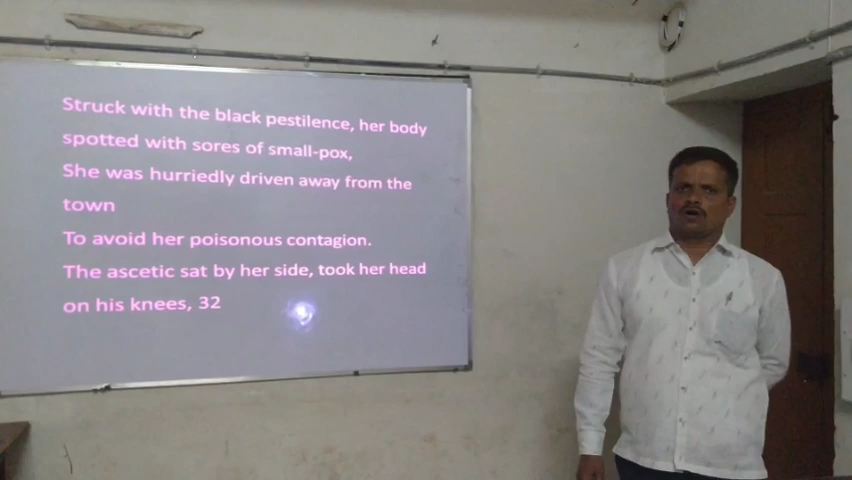 Struck with the black pestilence, her body
spotted with sores of small-pox,
She was hurriedly driven away from the
town
To avoid her poisonous contagion.
The ascetic sat by her side, took her head
on his knees, 32